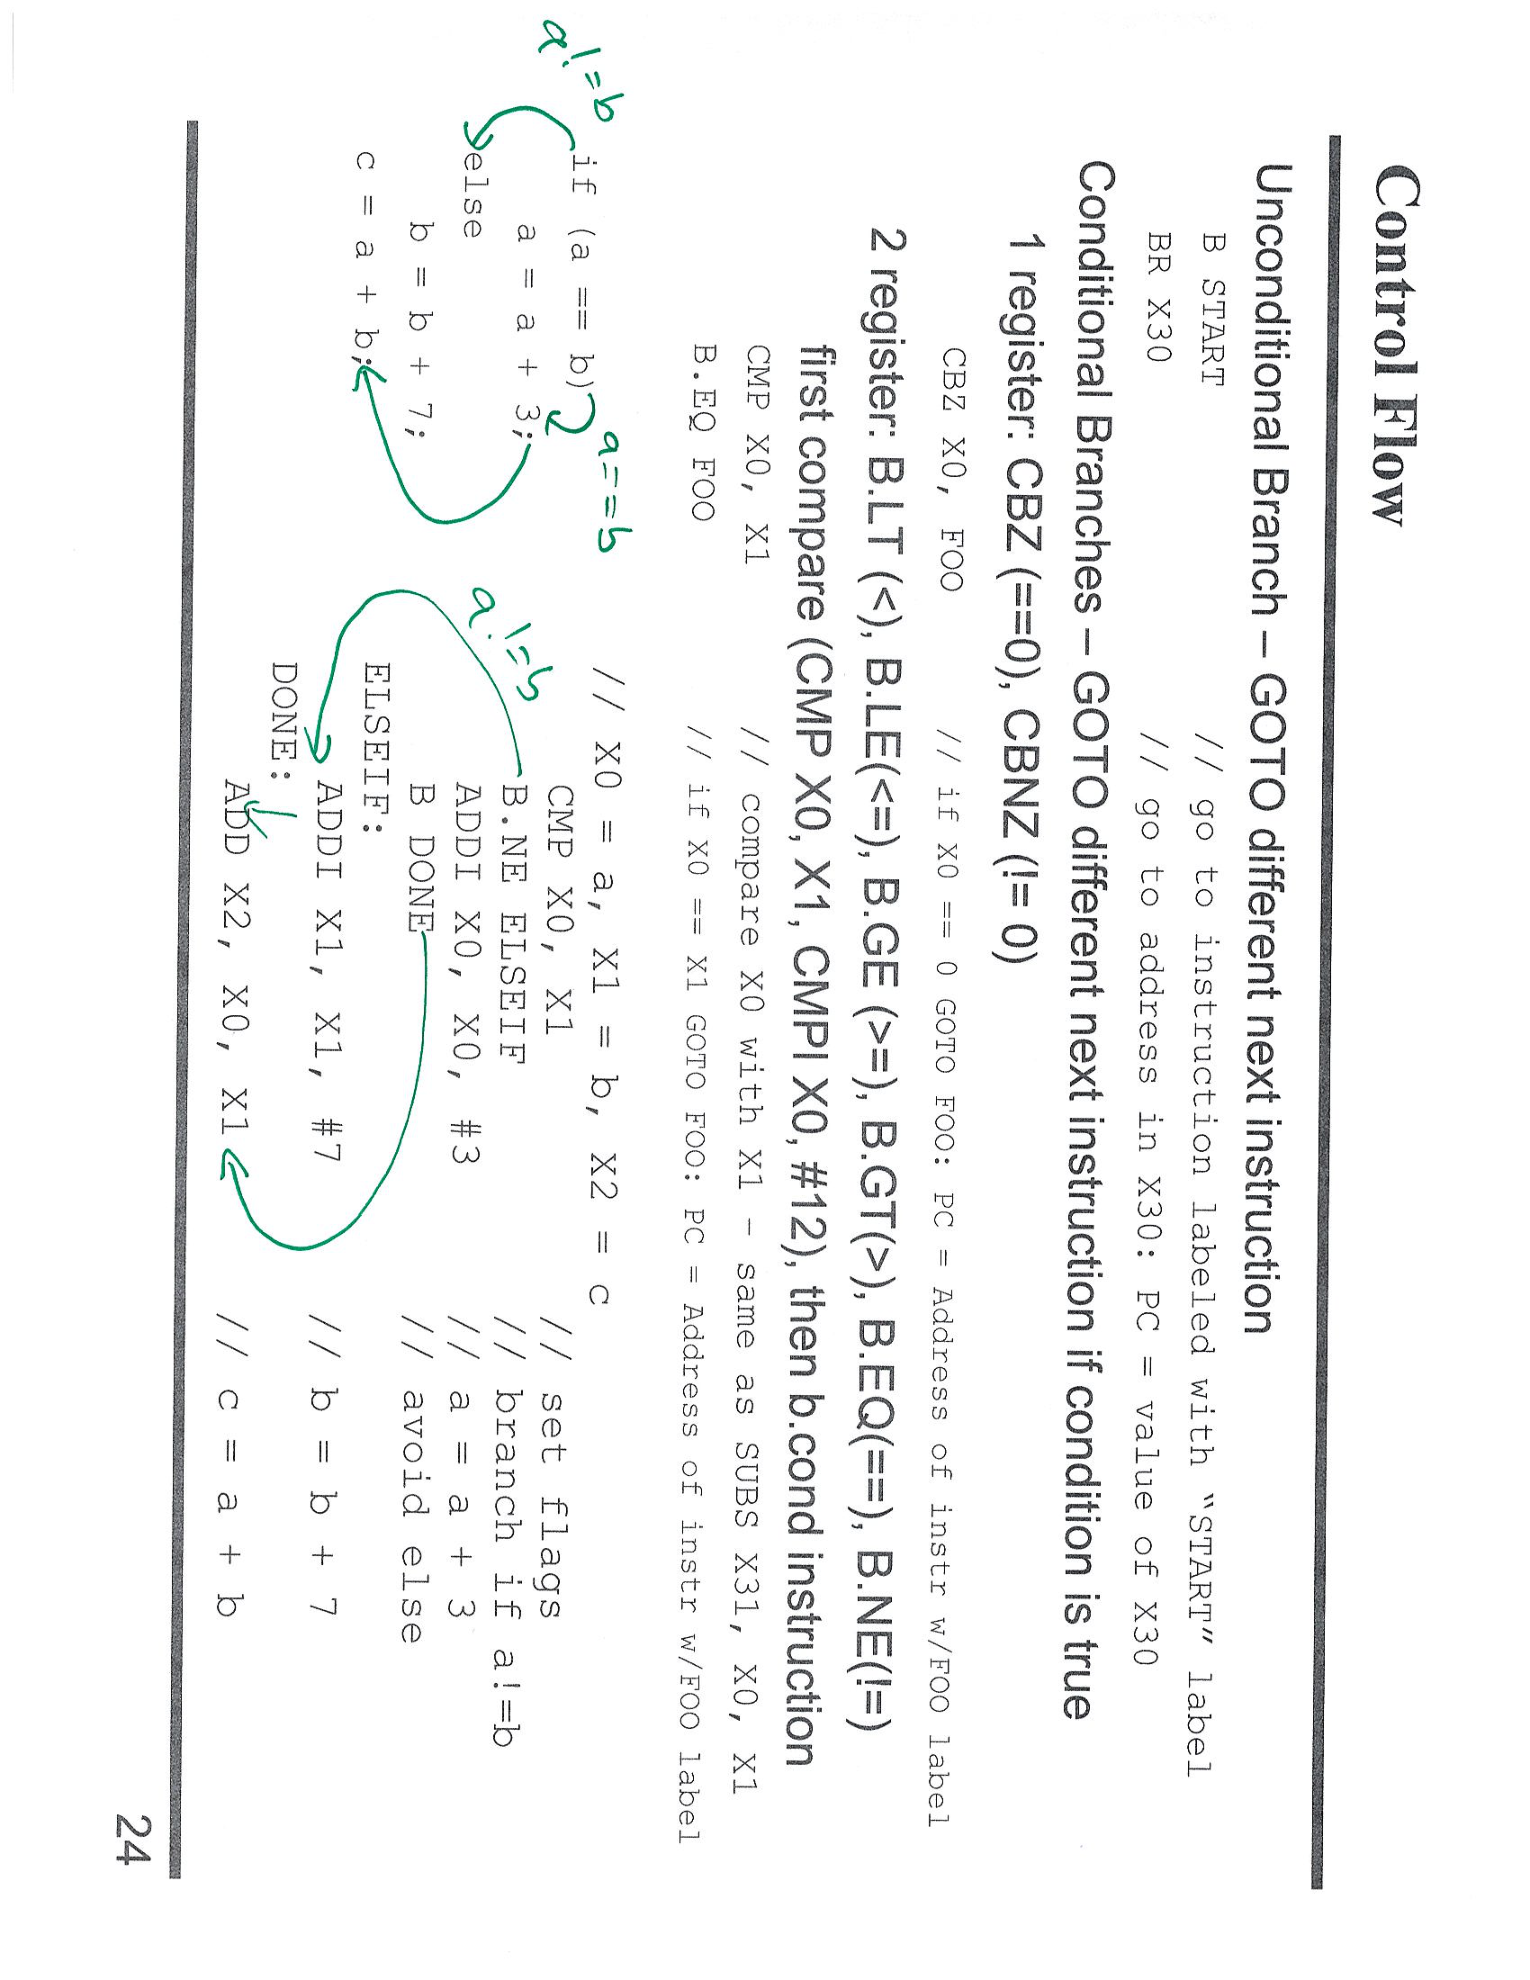 Control Flow
Unconditional Branch – GOTO different next instruction
B START // go to instruction labeled with “START” label
BR X30 // go to address in X30: PC = value of X30
Conditional Branches – GOTO different next instruction if condition is true
1 register: CBZ (==0), CBNZ (!= 0)
CBZ X0, FOO // if X0 == 0 GOTO FOO: PC = Address of instr w/FOO label
2 register: B.LT (<), B.LE(<=), B.GE (>=), B.GT(>), B.EQ(==), B.NE(!=)
first compare (CMP X0, X1, CMPI X0, #12), then b.cond instruction
CMP X0, X1 // compare X0 with X1 – same as SUBS X31, X0, X1
B.EQ FOO // if X0 == X1 GOTO FOO: PC = Address of instr w/FOO label
a!=b
a==b
if (a == b)
a = a + 3;
else
b = b + 7;
c = a + b;
// X0 = a, X1 = b, X2 = c
CMP X0, X1 // set flags
a!=b
B.NE ELSEIF // branch if a!=b
ADDI X0, X0, #3 // a = a + 3
B DONE // avoid else
ELSEIF:
ADDI X1, X1, #7 // b = b + 7
DONE:
ADD X2, X0, X1 // c = a + b
24